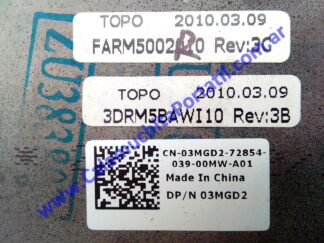 TOPO 2010.03.09
FARM5002R10 Rev:3C
TOPO 2010.03.09
3DRM5BAWI10 Rev:3B
CN-03MGD2-72854-
039-00MW-A01
Made In China
DP/N 03MGD2